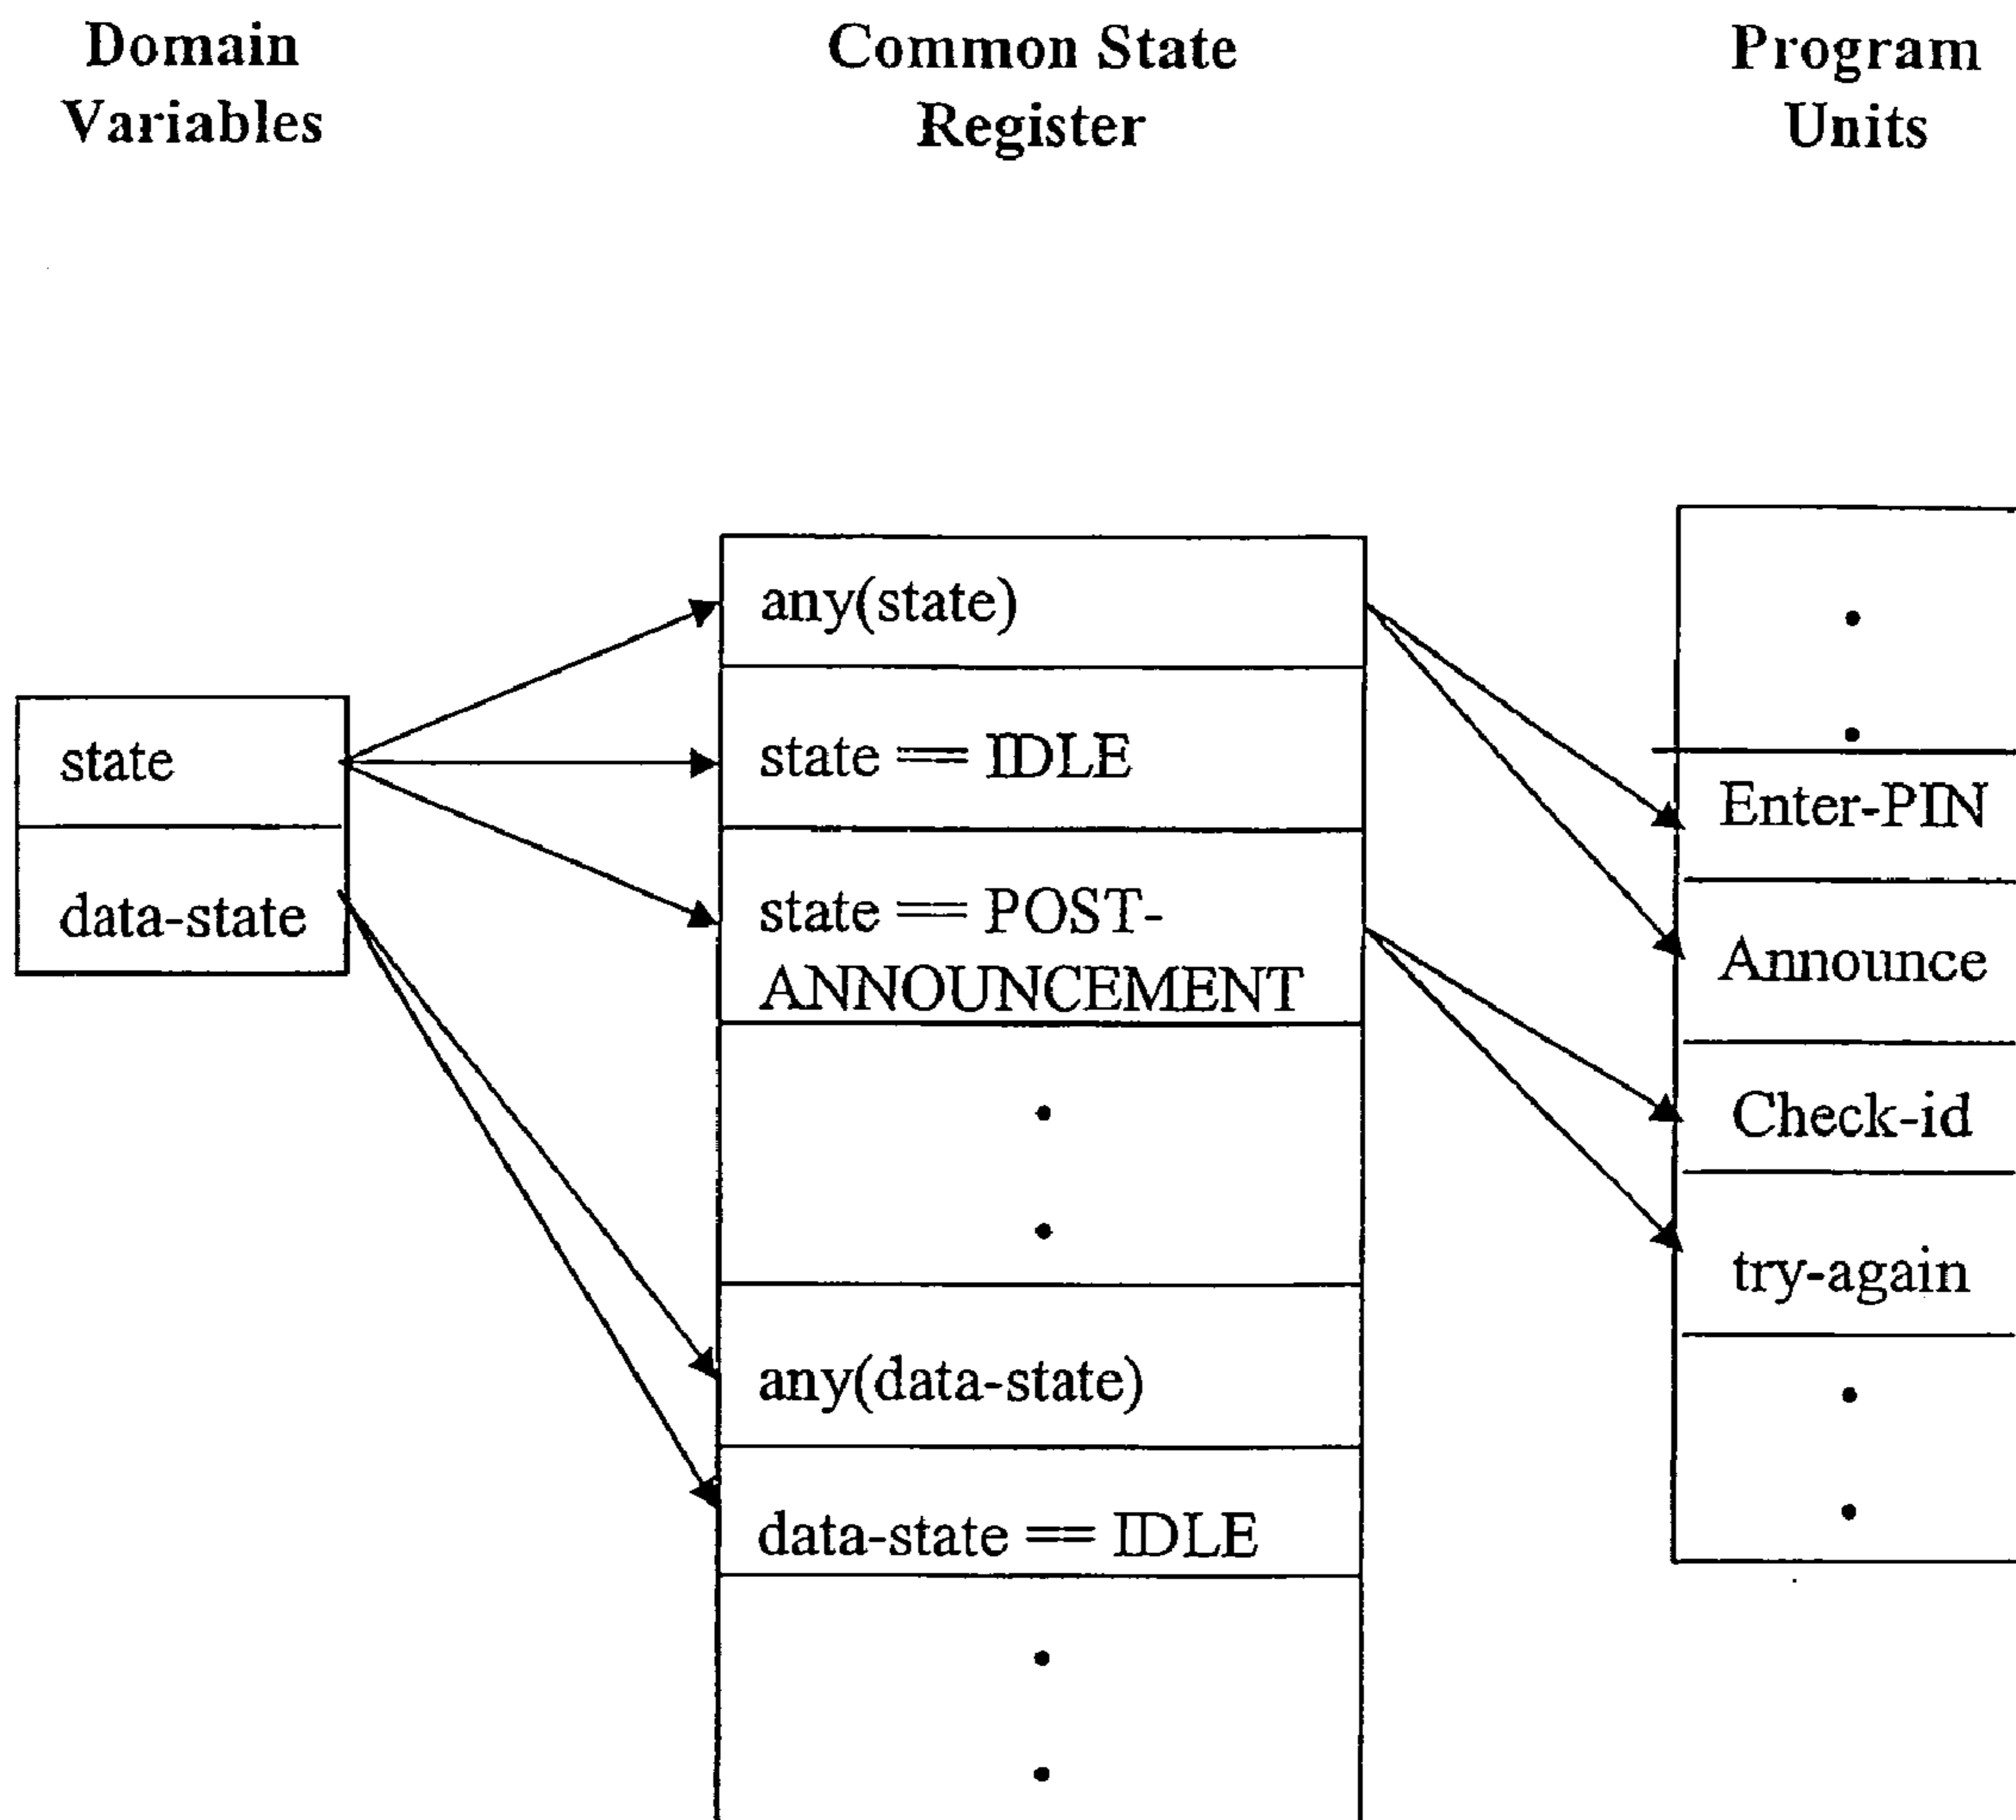 Domain
Variables
Common State
Register
Program
Units
state
data-state
any(state)
state == IDLE
state == POST-
ANNOUNCEMENT
any(data-state)
data-state == IDLE
Enter-PIN
Announce
Check-id
try-again